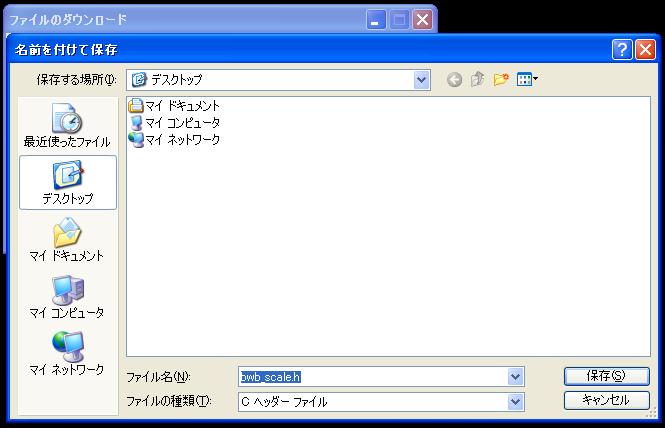 ファイルのダウンロード
名前を付けて保存
保存する場所(I):
デスクトップ
マイ ドキュメント
マイ コンピュータ
マイ ネットワーク
最近使ったファイル
デスクトップ
マイ ドキュメント
マイ コンピュータ
マイ ネットワーク
ファイル名(N):
bwb_scale.h
保存(S)
ファイルの種類(T):
C ヘッダー ファイル
キャンセル